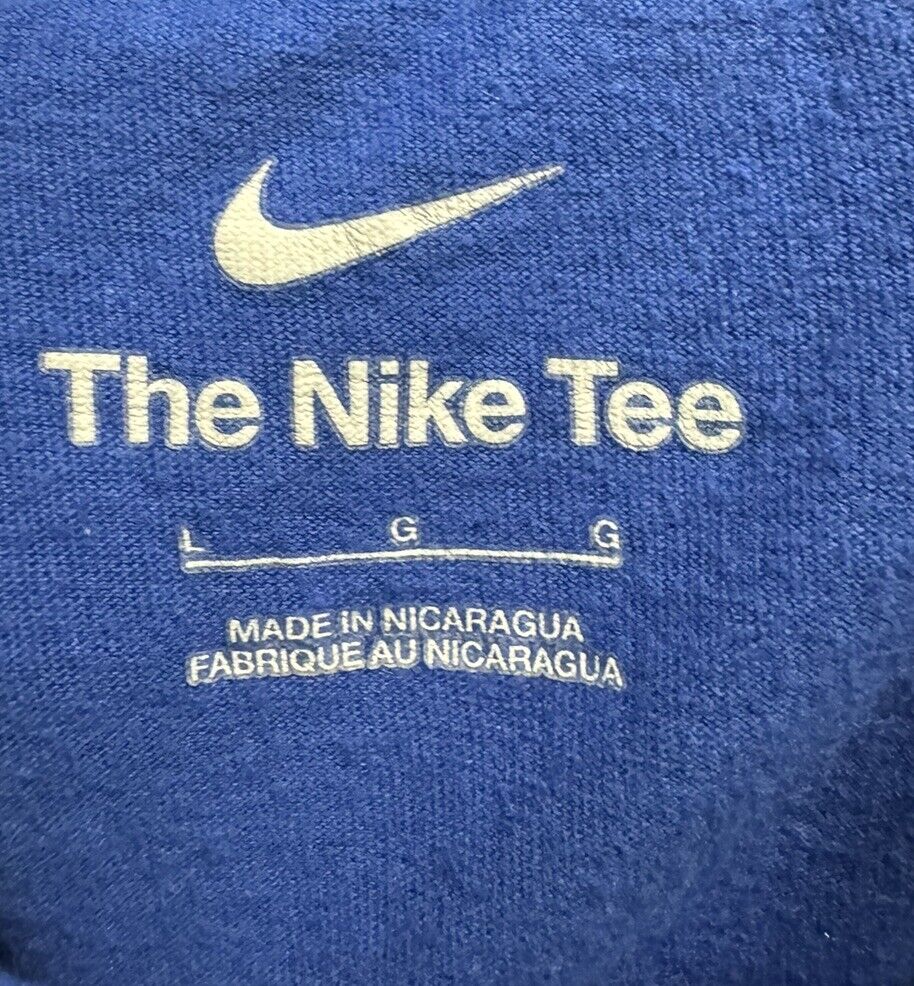 The Nike Tee
L G G
MADE IN NICARAGUA
FABRIQUE AU NICARAGUA